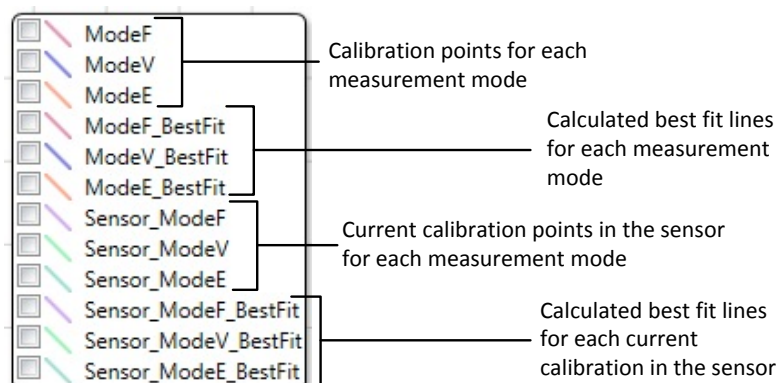 ModeF
ModeV
ModeE
ModeF_BestFit
ModeV_BestFit
ModeE_BestFit
Sensor_ModeF
Sensor_ModeV
Sensor_ModeE
Sensor_ModeF_BestFit
Sensor_ModeV_BestFit
Sensor_ModeE_BestFit
Calibration points for each
measurement mode
Calculated best fit lines
for each measurement
mode
Current calibration points in the sensor
for each measurement mode
Calculated best fit lines
for each current
calibration in the sensor